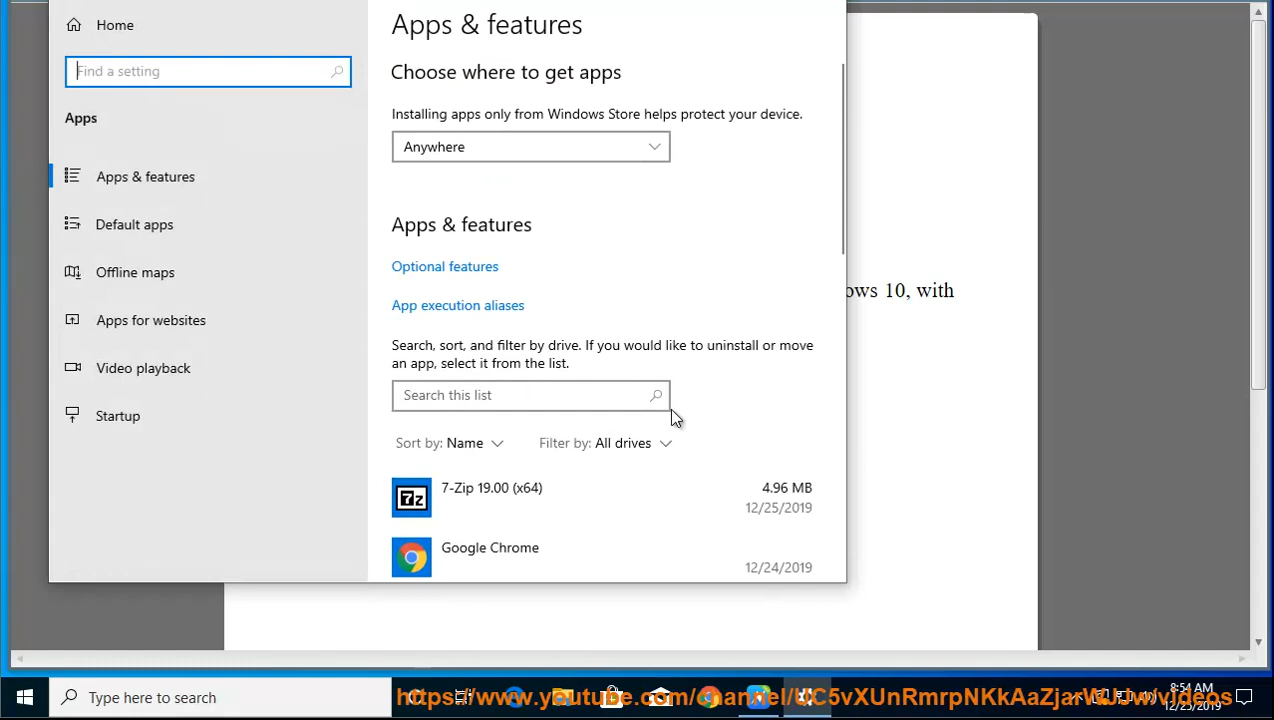 Home
Find a setting
Apps
Apps & features
Default apps
Offline maps
Apps for websites
Video playback
Startup
Apps & features
Choose where to get apps
Installing apps only from Windows Store helps protect your device.
Anywhere
Apps & features
Optional features
App execution aliases
Search, sort, and filter by drive. If you would like to uninstall or move
an app, select it from the list.
Search this list
Sort by: Name
Filter by: All drives
7-Zip 19.00 (x64)
4.96 MB
12/25/2019
Google Chrome
12/24/2019
ows 10, with
Type here to search
8:54 AM
12/25/2019